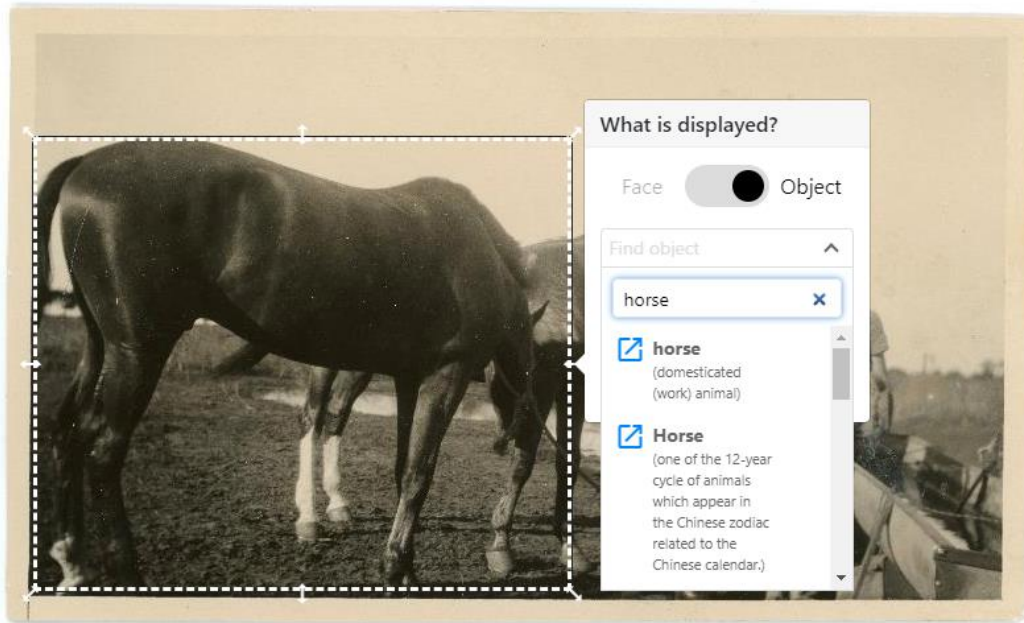 What is displayed?
Face Object
Find object
horse
horse
(domesticated
(work) animal)
Horse
(one of the 12-year
cycle of animals
which appear in
the Chinese zodiac
related to the
Chinese calendar.)